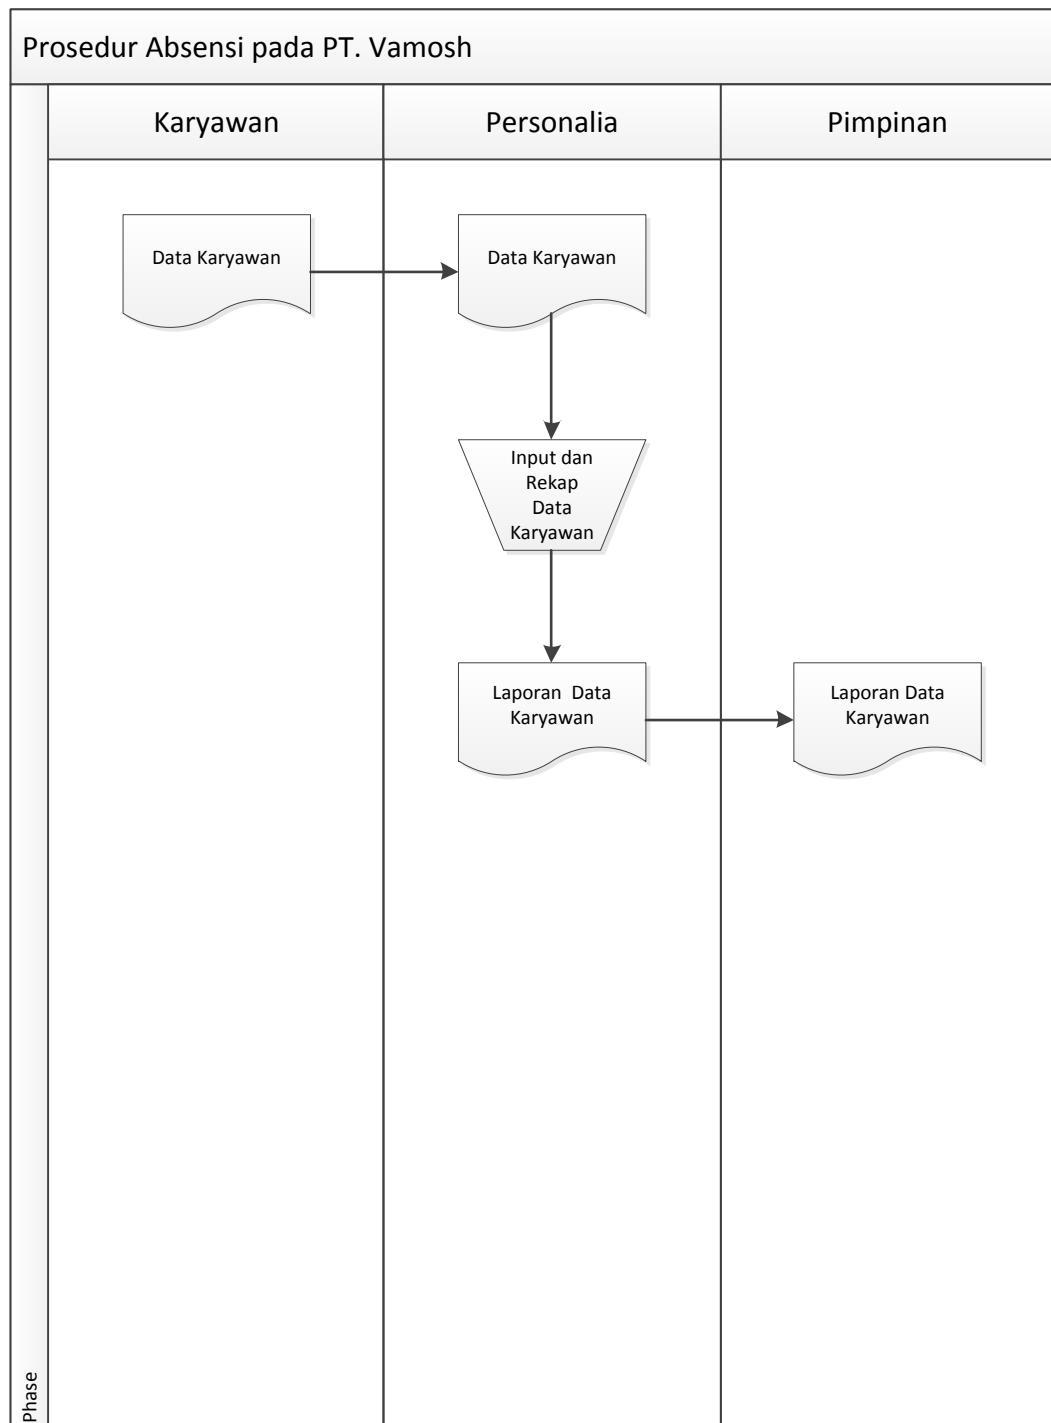 Prosedur Absensi pada PT. Vamosh
Karyawan
Personalia
Pimpinan
Data Karyawan
Data Karyawan
Input dan
Rekap
Data
Karyawan
Laporan  Data
Karyawan
Laporan Data
Karyawan
Phase